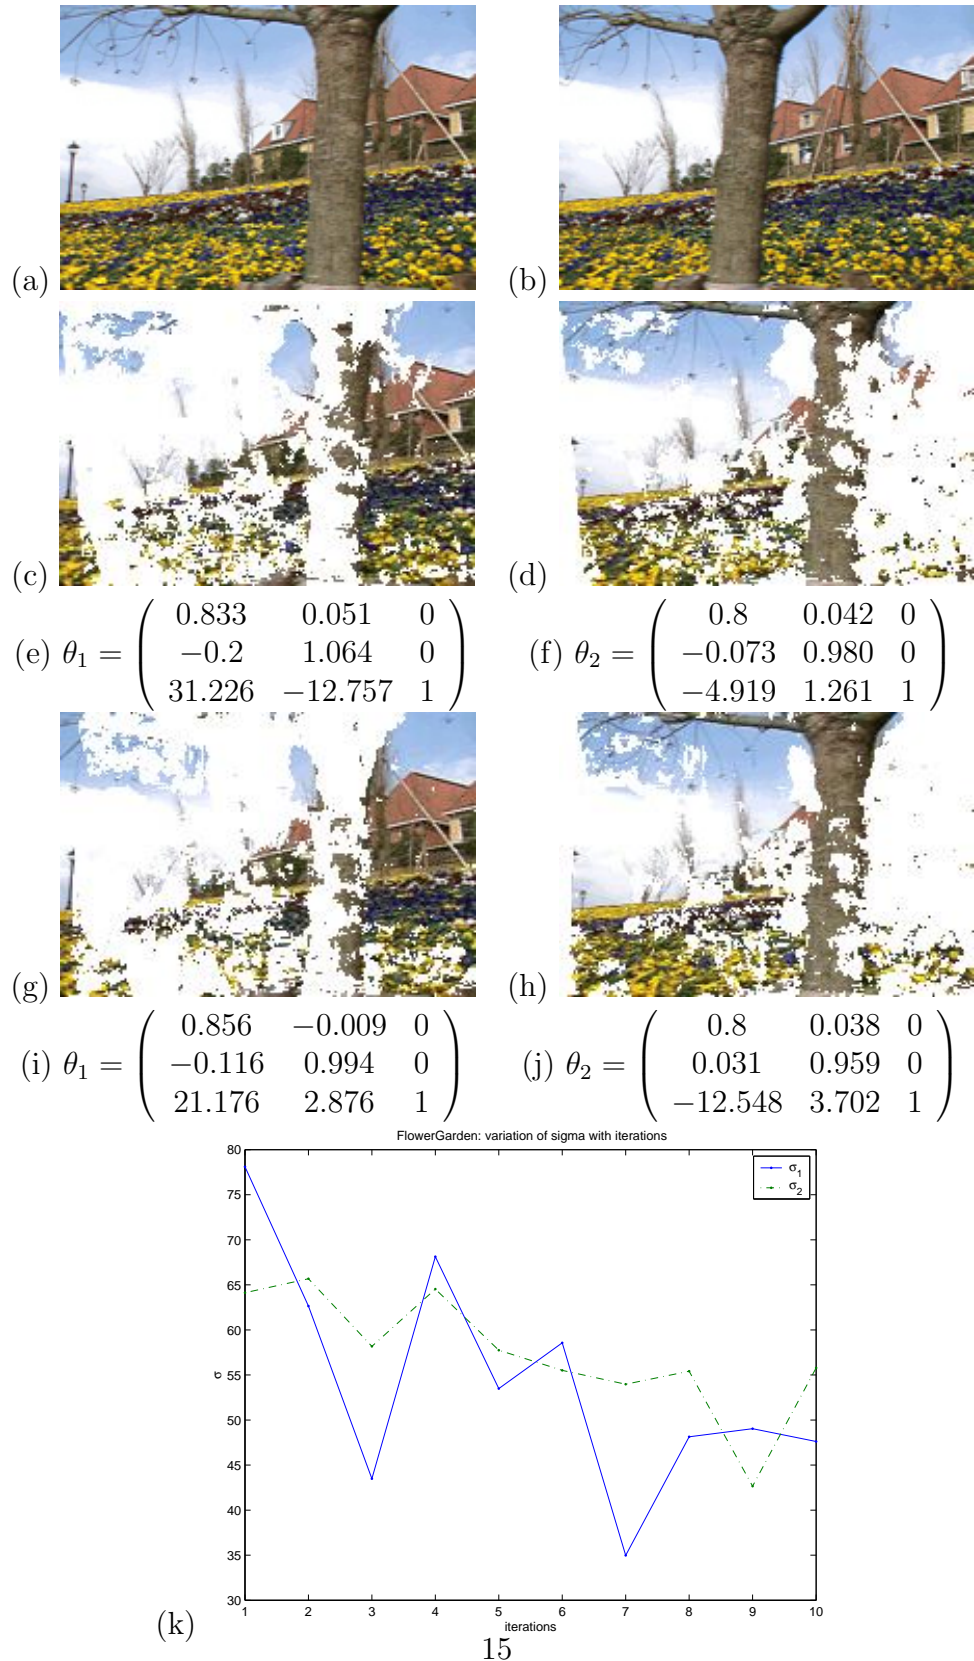 (a) (b)
(c) (d)
(e) θ₁ = ( 0.833 0.051 0
−0.2 1.064 0
31.226 −12.757 1 )
(f) θ₂ = ( 0.8 0.042 0
−0.073 0.980 0
−4.919 1.261 1 )
(g) (h)
(i) θ₁ = ( 0.856 −0.009 0
−0.116 0.994 0
21.176 2.876 1 )
(j) θ₂ = ( 0.8 0.038 0
0.031 0.959 0
−12.548 3.702 1 )
FlowerGarden: variation of sigma with iterations
80
σ₁
σ₂
75
70
65
60
55
σ
50
45
40
35
30
1 2 3 4 5 6 7 8 9 10
iterations
(k)
15